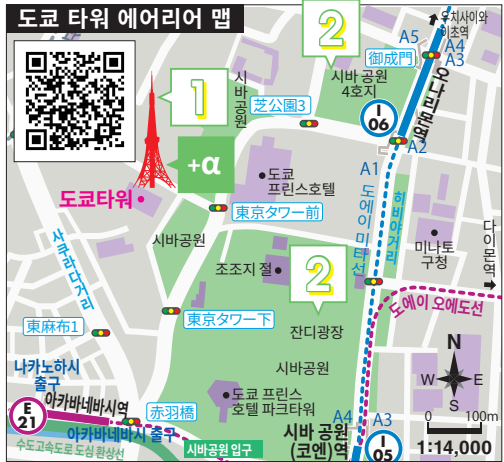 도쿄 타워 에어리어 맵
우치사이와
이초역
A5
A4
A3
御成門
2
시바공원
4호지
시바
공원
1
芝公園3
I
06
오나리몬역
A2
+α
도쿄
프린스호텔
A1
도쿄타워
東京タワー前
도에이 미타선
히비야거리
미나토
구청
다이몬역
시바공원
사쿠라다거리
조조지 절
2
도에이 오에도선
東京タワー下
東麻布1
잔디광장
시바공원
나카노하시
출구
아카바네바시역
E
21
赤羽橋
도쿄 프린스
호텔 파크타워
아카바네바시 출구
수도고속도로 도심 환상선
시바공원 입구
A4
A3
시바 공원
(코엔)역
I
05
N
W
E
S
0
100m
1:14,000